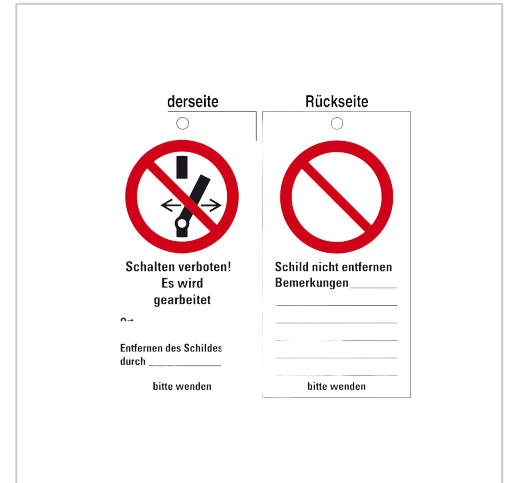 derseite
Schalten verboten!
Es wird
gearbeitet
Entfernen des Schildes
durch
bitte wenden
Rückseite
Schild nicht entfernen
Bemerkungen
bitte wenden